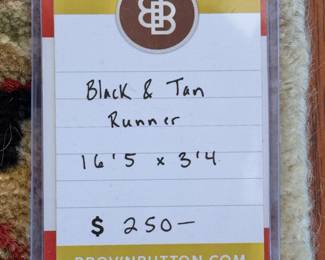 Black & Tan
Runner
16'5 x 3'4
$ 250—